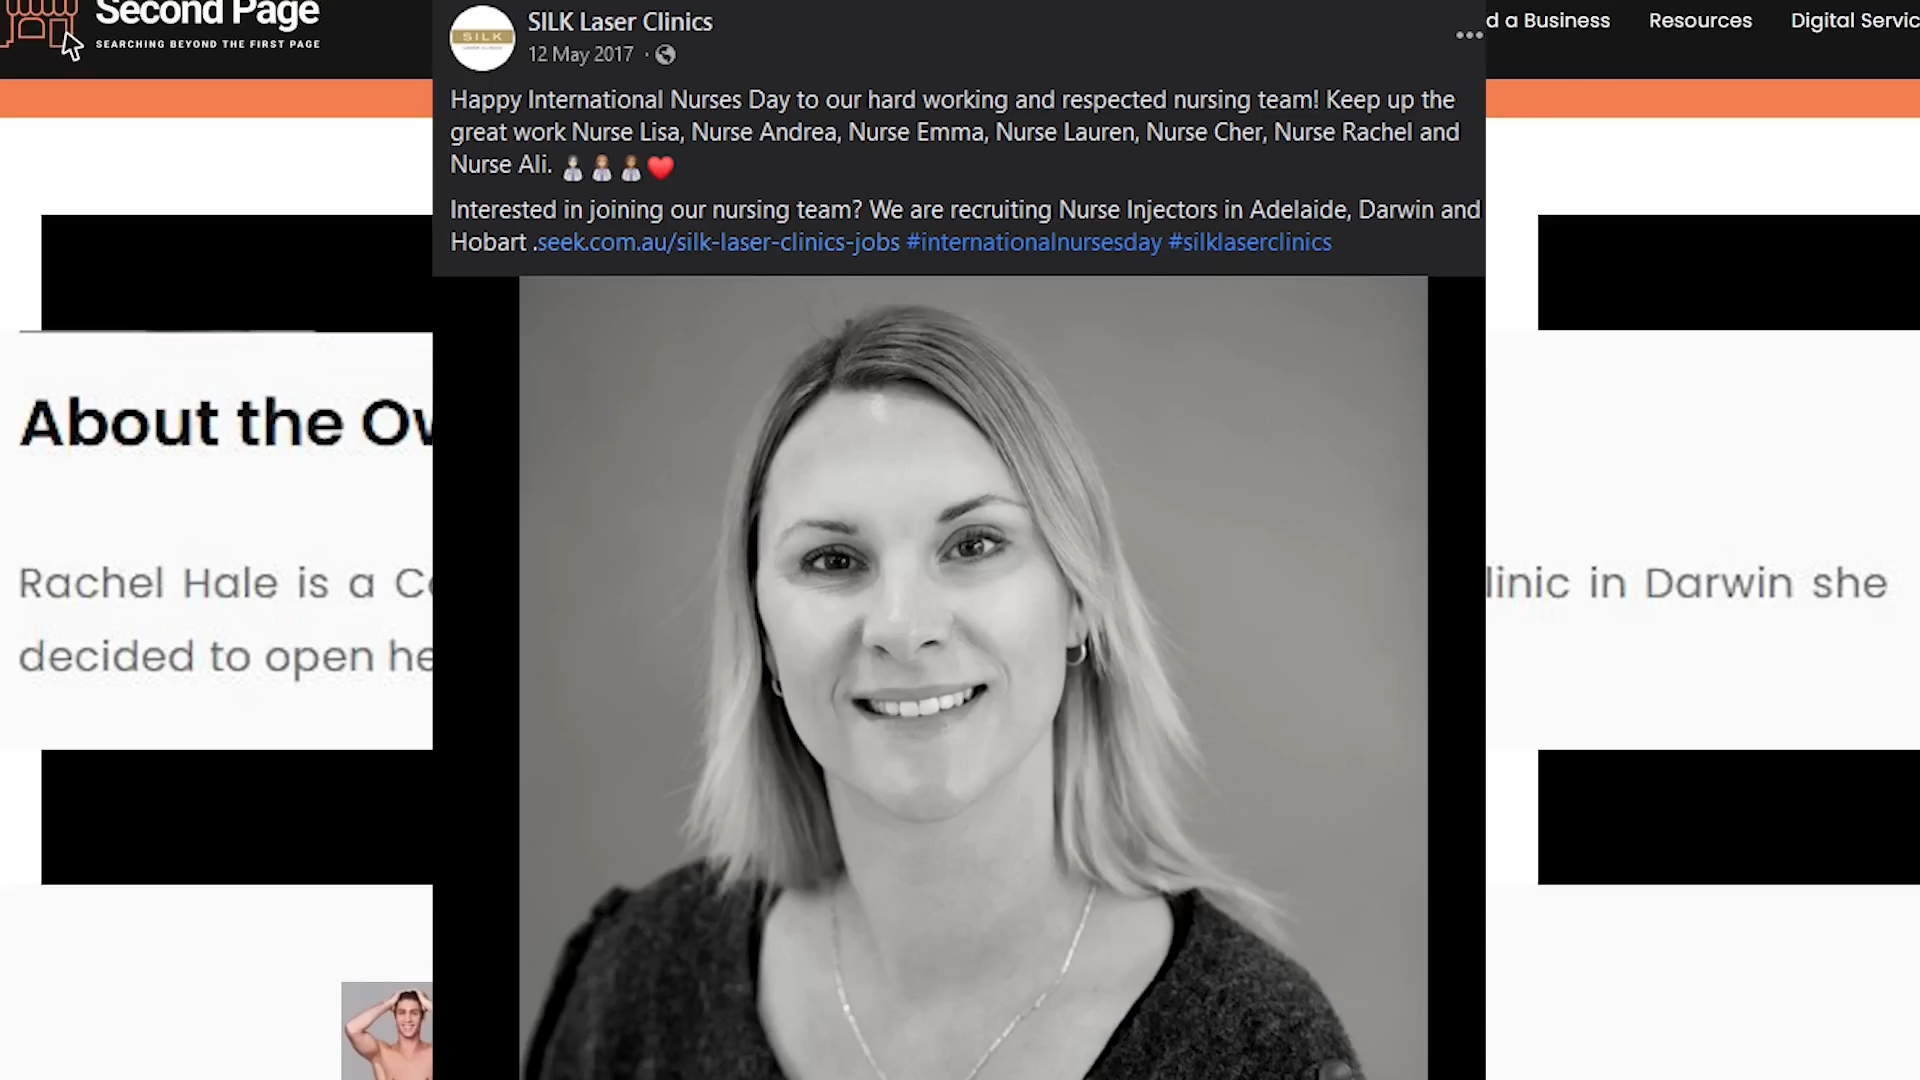 Second Page
SEARCHING BEYOND THE FIRST PAGE
d a Business Resources Digital Servic
SILK
SILK Laser Clinics
12 May 2017
Happy International Nurses Day to our hard working and respected nursing team! Keep up the
great work Nurse Lisa, Nurse Andrea, Nurse Emma, Nurse Lauren, Nurse Cher, Nurse Rachel and
Nurse Ali.
Interested in joining our nursing team? We are recruiting Nurse Injectors in Adelaide, Darwin and
Hobart .seek.com.au/silk-laser-clinics-jobs #internationalnursesday #silklaserclinics
About the Ow
Rachel Hale is a Co
linic in Darwin she
decided to open he